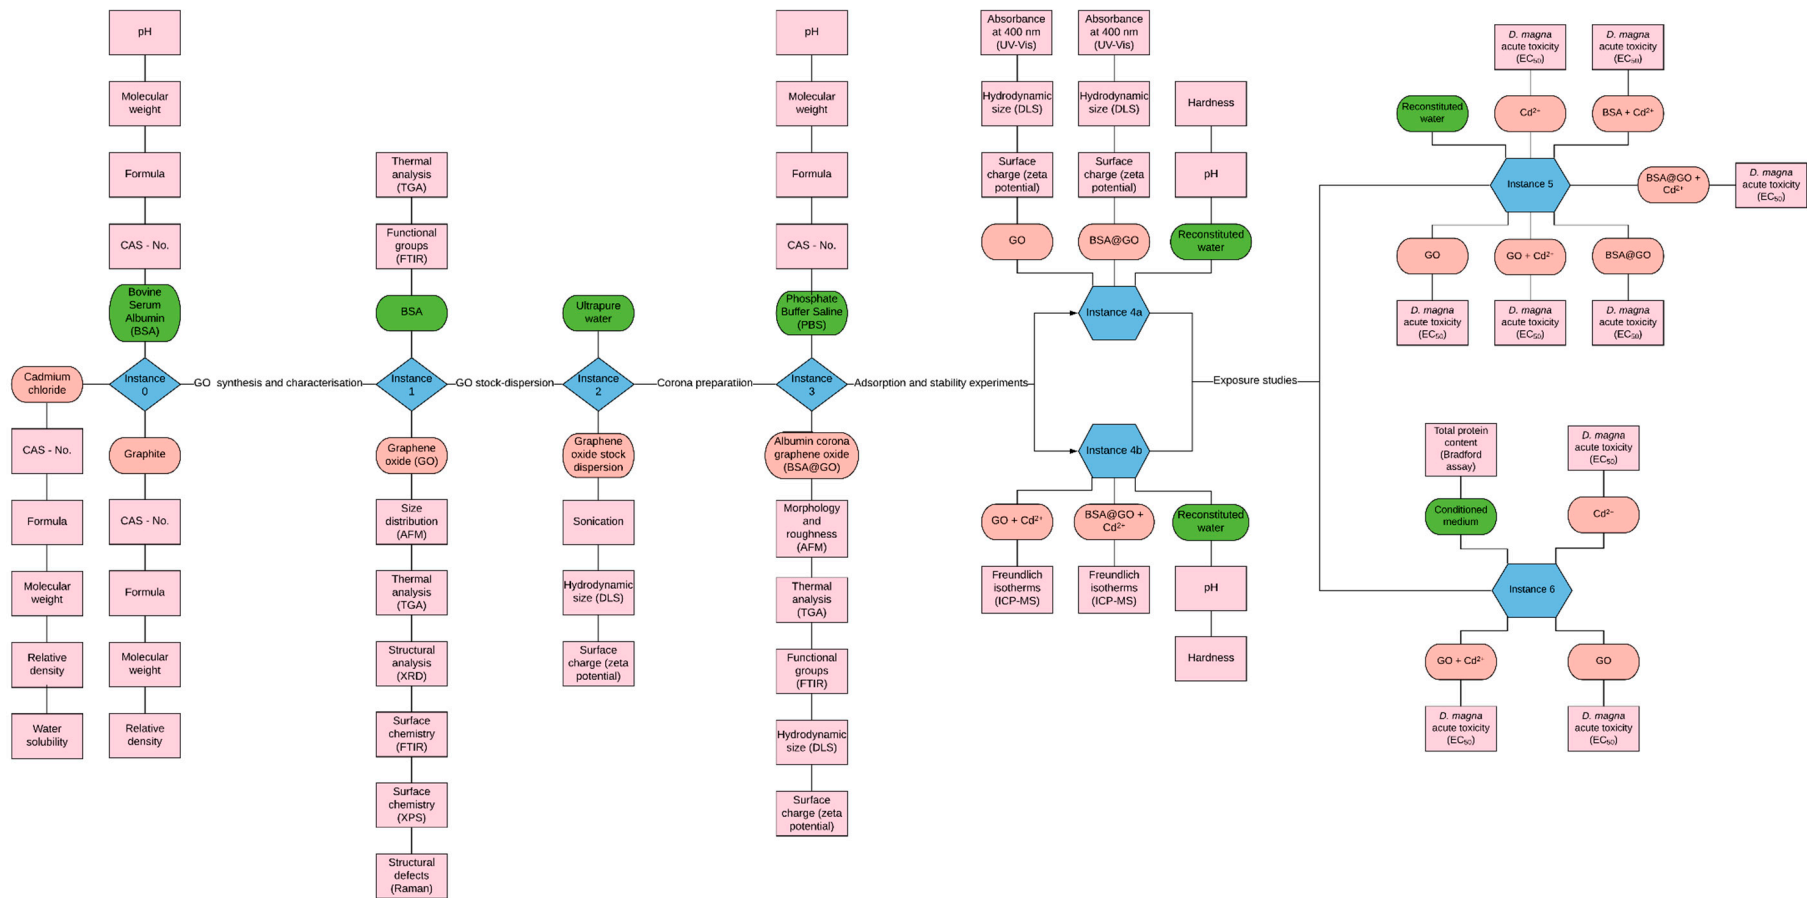 pH
Molecular
weight
Formula
CAS - No.
Bovine
Serum
Albumin
(BSA)
Cadmium
chloride
Instance
0
CAS - No.
Formula
Molecular
weight
Relative
density
Water
solubility
Graphite
CAS - No.
Formula
Molecular
weight
Relative
density
GO synthesis and characterisation
Thermal
analysis
(TGA)
Functional
groups
(FTIR)
BSA
Instance
1
Graphene
oxide (GO)
Size
distribution
(AFM)
Thermal
analysis
(TGA)
Structural
analysis
(XRD)
Surface
chemistry
(FTIR)
Surface
chemistry
(XPS)
Structural
defects
(Raman)
GO stock-dispersion
Ultrapure
water
Instance
2
Graphene
oxide stock
dispersion
Sonication
Hydrodynamic
size (DLS)
Surface
charge (zeta
potential)
Corona preparatiion
pH
Molecular
weight
Formula
CAS - No.
Phosphate
Buffer Saline
(PBS)
Instance
3
Albumin corona
graphene oxide
(BSA@GO)
Morphology
and
roughness
(AFM)
Thermal
analysis
(TGA)
Functional
groups
(FTIR)
Hydrodynamic
size (DLS)
Surface
charge (zeta
potential)
Adsorption and stability experiments
Absorbance
at 400 nm
(UV-Vis)
Hydrodynamic
size (DLS)
Surface
charge (zeta
potential)
GO
Absorbance
at 400 nm
(UV-Vis)
Hydrodynamic
size (DLS)
Surface
charge (zeta
potential)
BSA@GO
Hardness
pH
Reconstituted
water
Instance 4a
Instance 4b
GO + Cd²⁺
Freundlich
isotherms
(ICP-MS)
BSA@GO +
Cd²⁺
Freundlich
isotherms
(ICP-MS)
Reconstituted
water
pH
Hardness
Exposure studies
Reconstituted
water
D. magna
acute toxicity
(EC₅₀)
Cd²⁺
D. magna
acute toxicity
(EC₅₀)
BSA + Cd²⁺
Instance 5
BSA@GO +
Cd²⁺
D. magna
acute toxicity
(EC₅₀)
GO
D. magna
acute toxicity
(EC₅₀)
GO + Cd²⁺
D. magna
acute toxicity
(EC₅₀)
BSA@GO
D. magna
acute toxicity
(EC₅₀)
Total protein
content
(Bradford
assay)
Conditioned
medium
D. magna
acute toxicity
(EC₅₀)
Cd²⁺
Instance 6
GO + Cd²⁺
D. magna
acute toxicity
(EC₅₀)
GO
D. magna
acute toxicity
(EC₅₀)